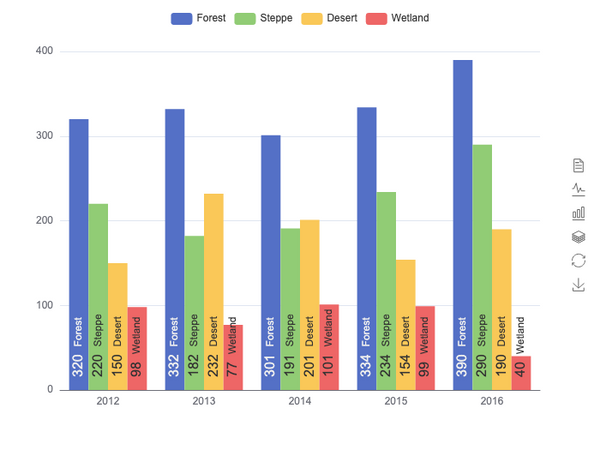 Forest Steppe Desert Wetland
400
300
200
100
0
320 Forest
220 Steppe
150 Desert
98 Wetland
332 Forest
182 Steppe
232 Desert
77 Wetland
301 Forest
191 Steppe
201 Desert
101 Wetland
334 Forest
234 Steppe
154 Desert
99 Wetland
390 Forest
290 Steppe
190 Desert
40 Wetland
2012 2013 2014 2015 2016